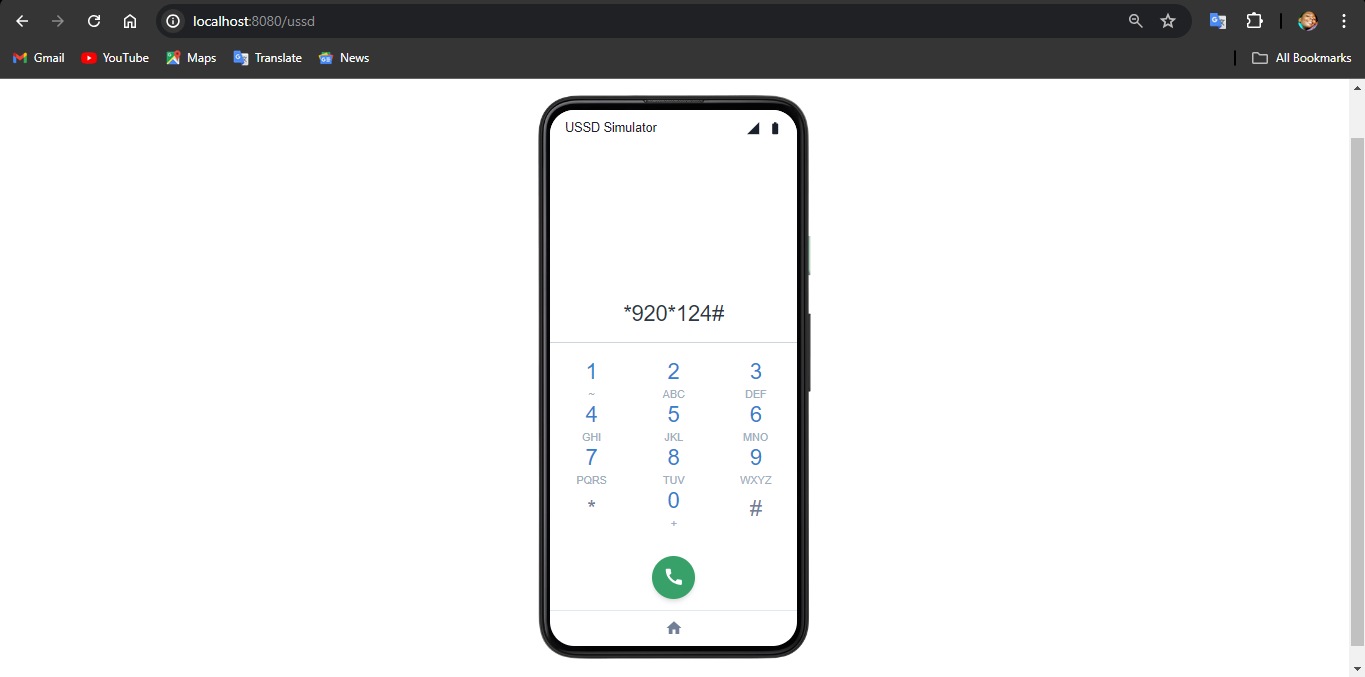 localhost:8080/ussd
Gmail YouTube Maps Translate News All Bookmarks
USSD Simulator
*920*124#
1 2 3
~ ABC DEF
4 5 6
GHI JKL MNO
7 8 9
PQRS TUV WXYZ
* 0 #
+